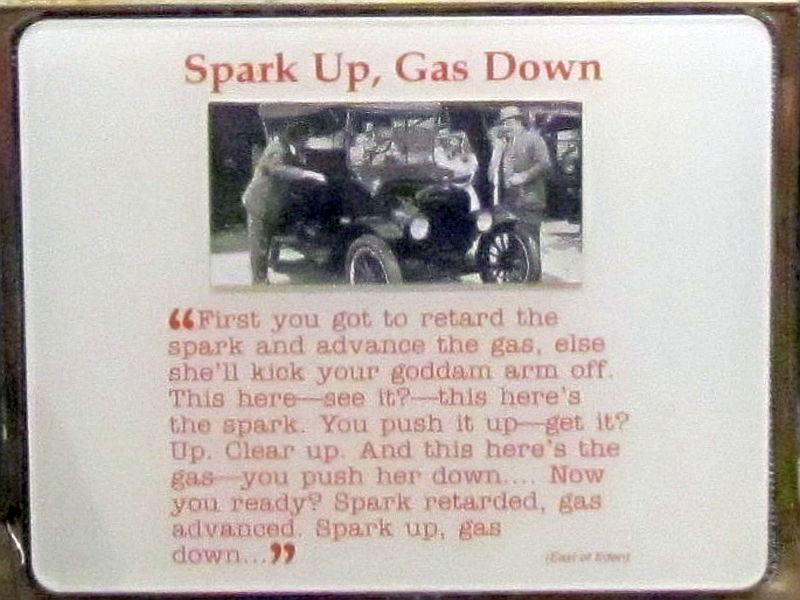 Spark Up, Gas Down
“First you got to retard the
spark and advance the gas, else
she'll kick your goddam arm off.
This here—see it?—this here's
the spark. You push it up—get it?
Up. Clear up. And this here's the
gas—you push her down.... Now
you ready? Spark retarded, gas
advanced. Spark up, gas
down...”
(East of Eden)